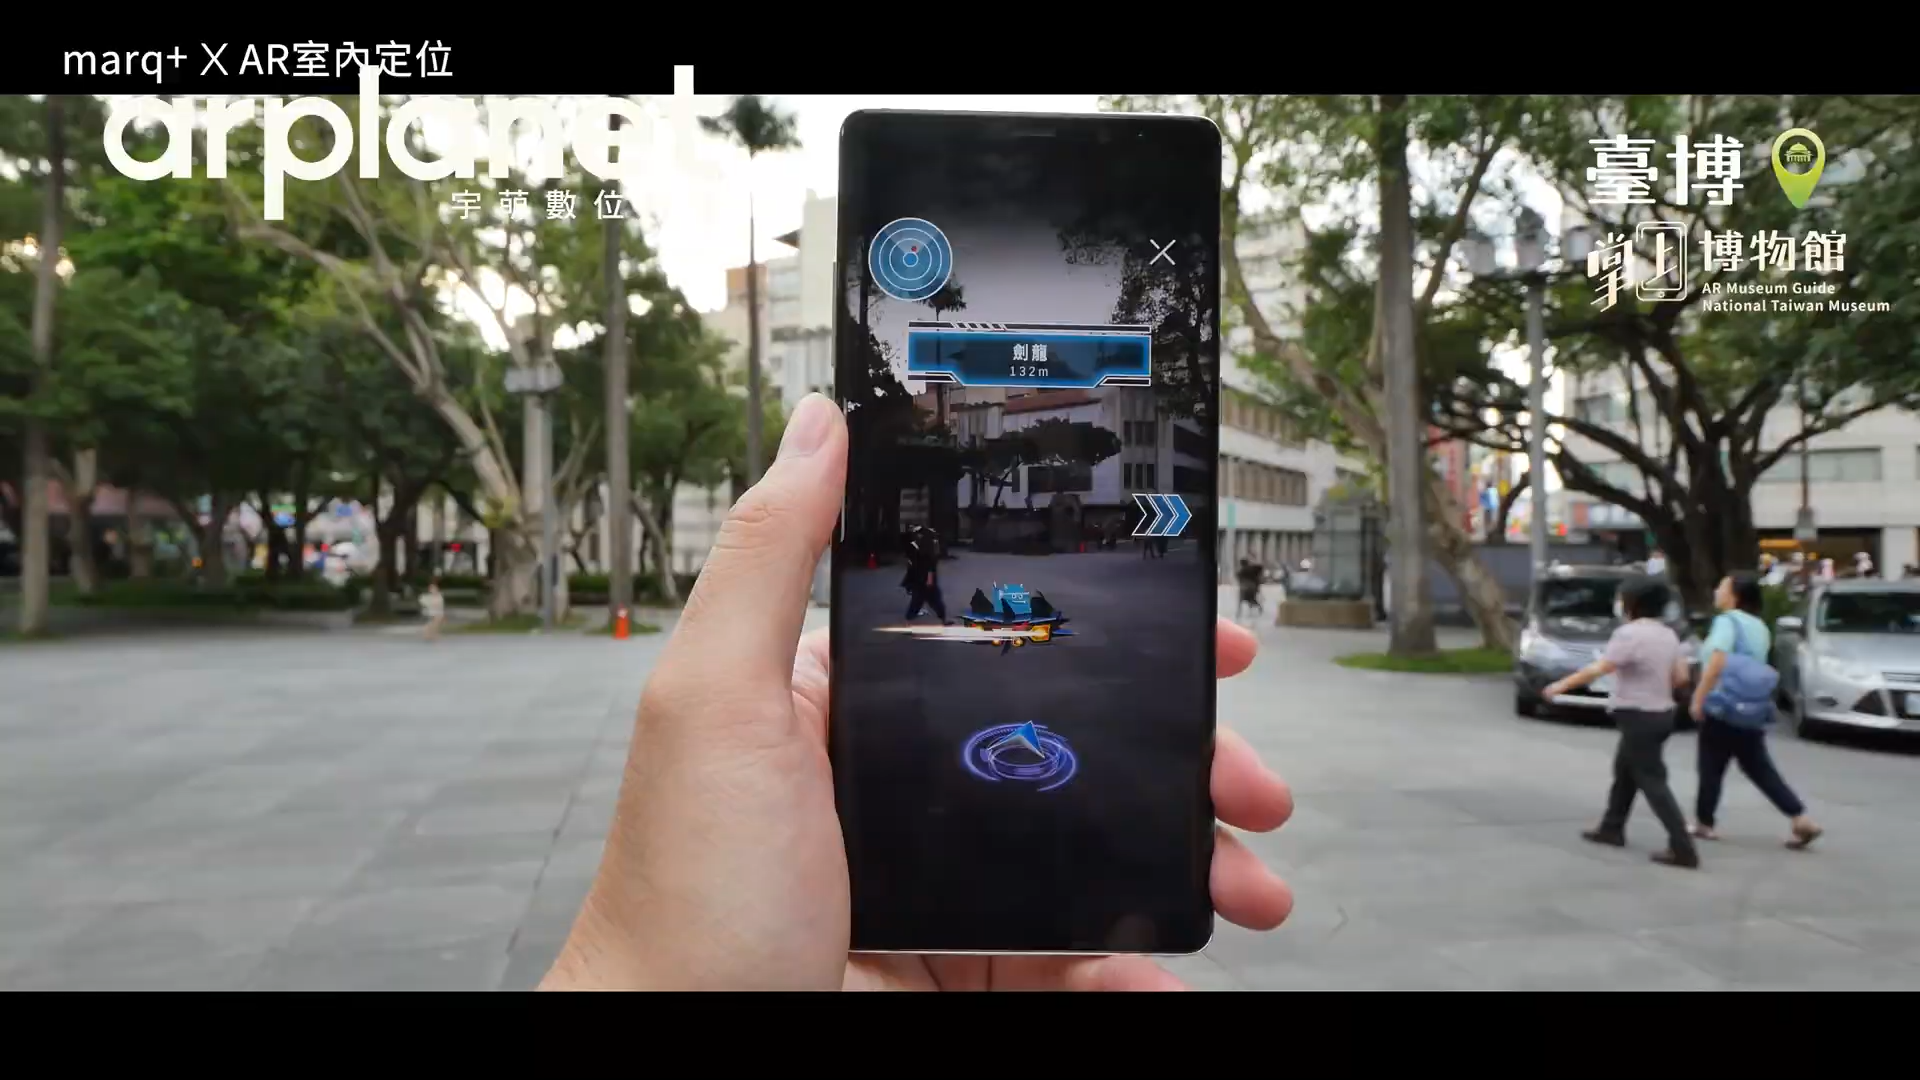 marq+ X AR室內定位
arplanet
宇萌數位
臺博
掌上博物館
AR Museum Guide
National Taiwan Museum
劍龍
132m